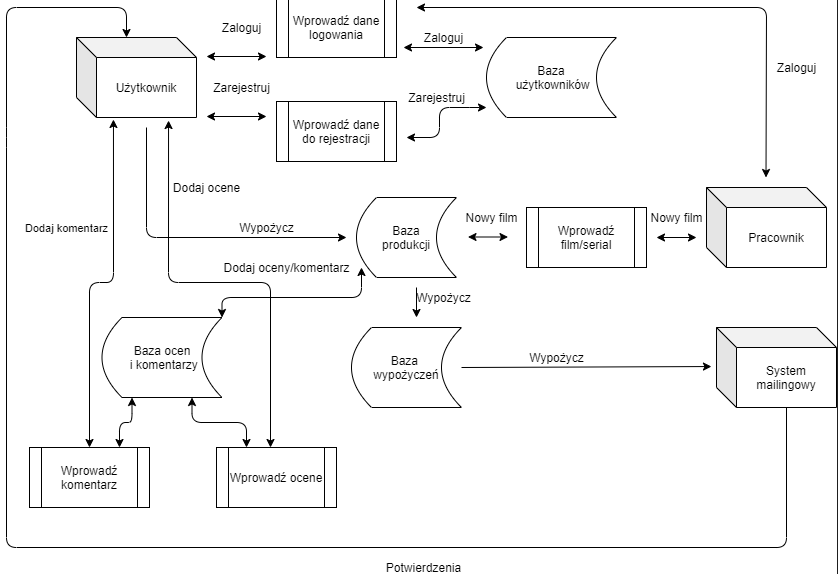 Wprowadź dane
logowania
Zaloguj
Zaloguj
Zaloguj
Użytkownik
Baza
użytkowników
Zarejestruj
Zarejestruj
Wprowadź dane
do rejestracji
Dodaj ocene
Dodaj komentarz
Wypożycz
Baza
produkcji
Nowy film
Wprowadź
film/serial
Nowy film
Pracownik
Dodaj oceny/komentarz
Wypożycz
Baza ocen
i komentarzy
Baza
wypożyczeń
Wypożycz
System
mailingowy
Wprowadź
komentarz
Wprowadź ocene
Potwierdzenia